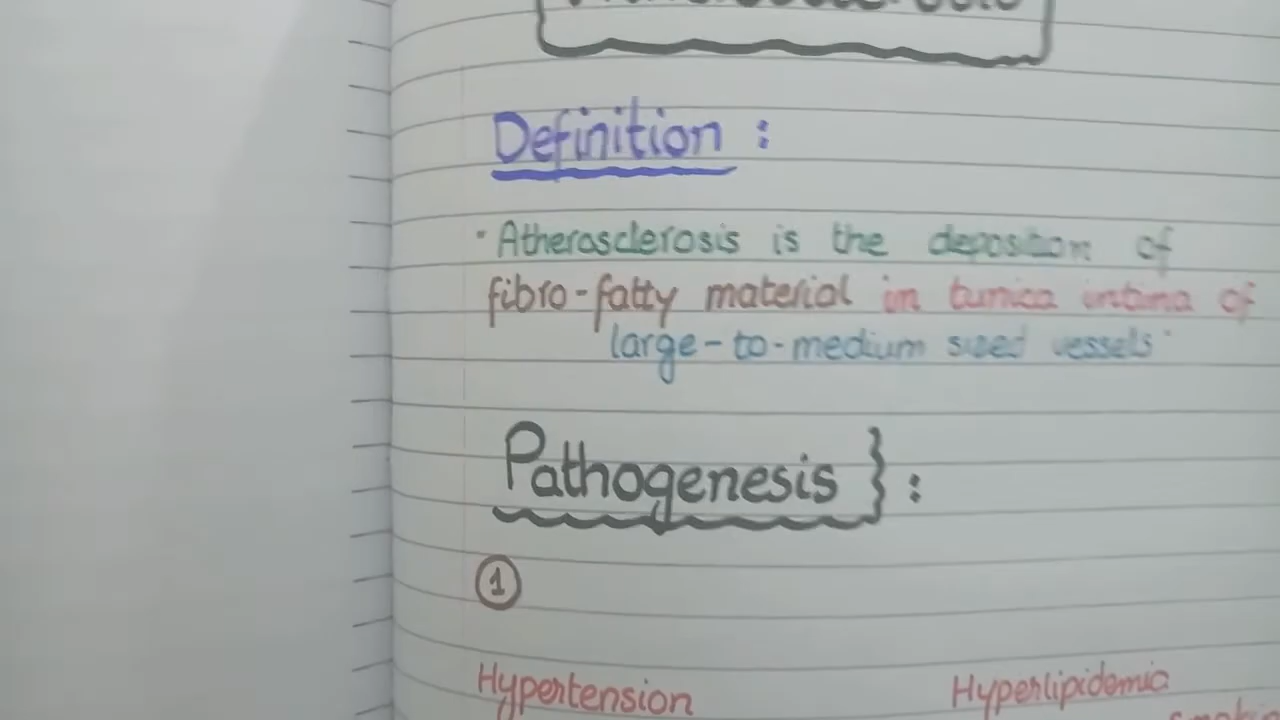 Definition :
· Atherosclerosis is the deposition of
fibro-fatty material in tunica intima of
large-to-medium sized vessels
Pathogenesis } :
1
Hypertension Hyperlipidemia